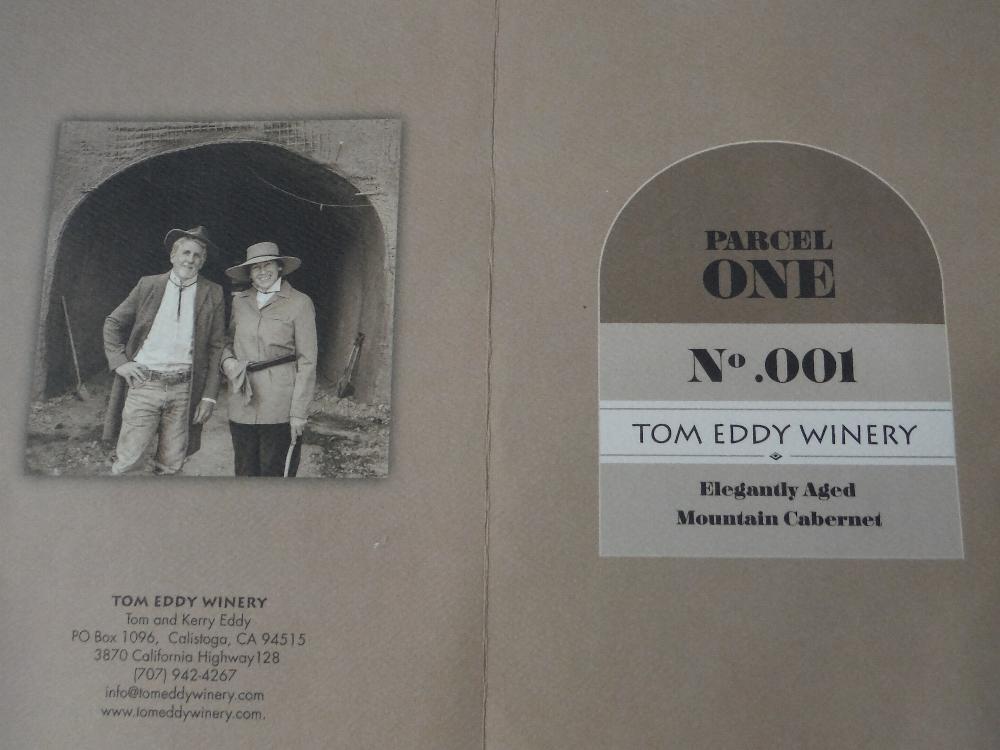 TOM EDDY WINERY
Tom and Kerry Eddy
PO Box 1096, Calistoga, CA 94515
3870 California Highway128
(707) 942-4267
info@tomeddywinery.com
www.tomeddywinery.com.
PARCEL
ONE
No .001
TOM EDDY WINERY
Elegantly Aged
Mountain Cabernet